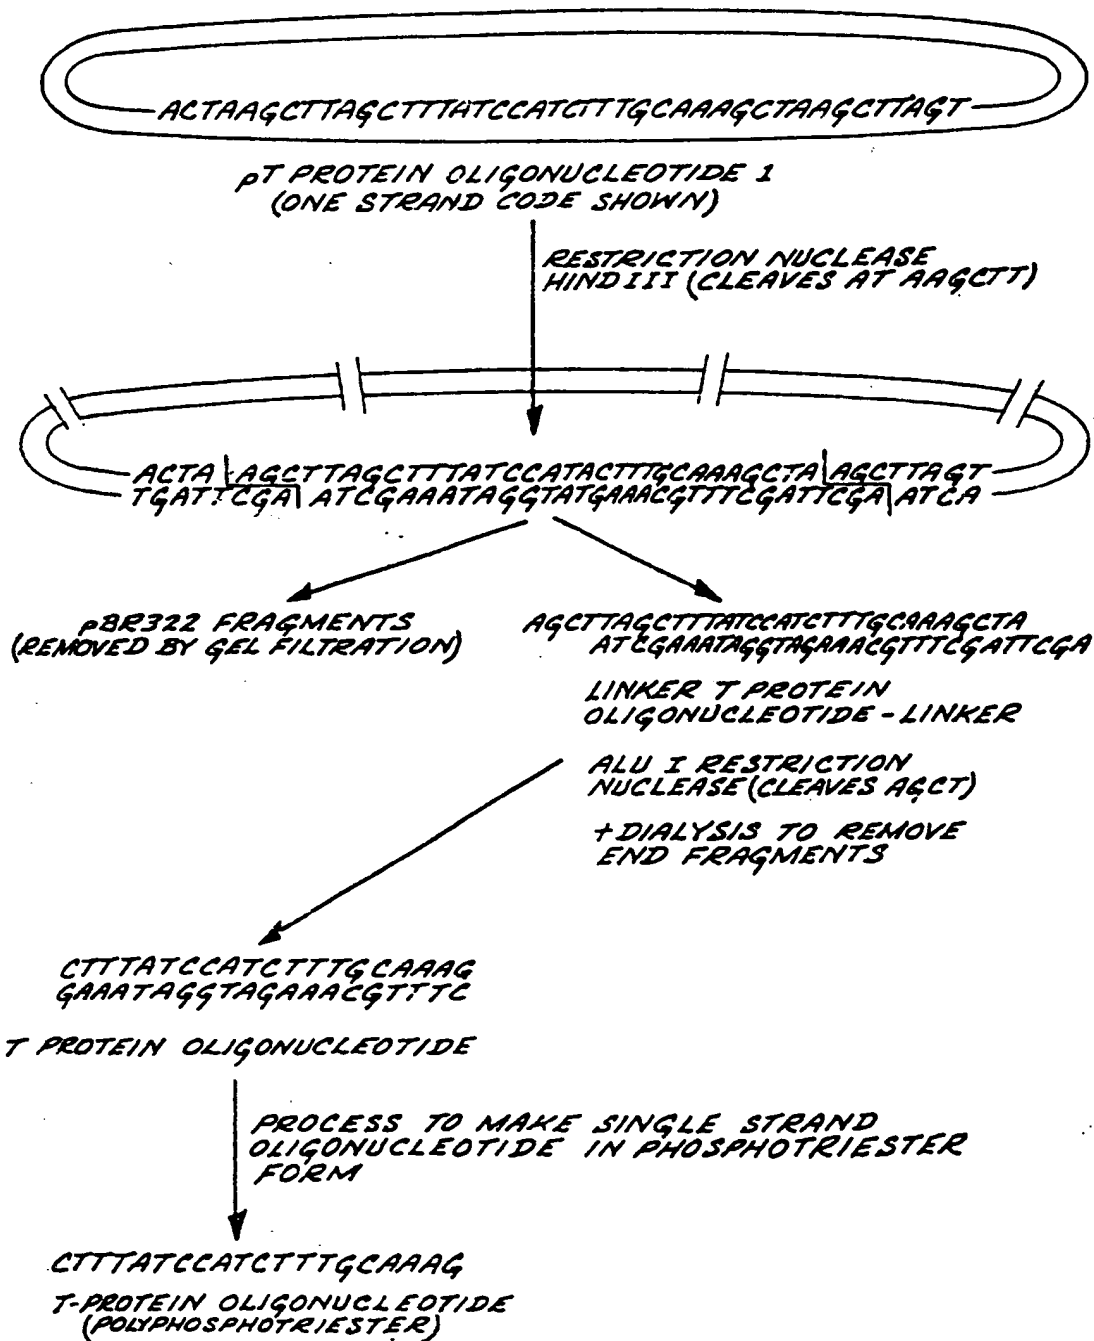 ACTAAGCTTAGCTTTATCCATCTTTGCAAAGCTAAGCTTAGT
pT PROTEIN OLIGONUCLEOTIDE 1
(ONE STRAND CODE SHOWN)
RESTRICTION NUCLEASE
HIND III (CLEAVES AT AAGCTT)
ACTA AGCTTAGCTTTATCCATACTTTGCAAAGCTA AGCTTAGT
TGATTCGA ATCGAAATAGGTATGAAACGTTTCGATTCGA ATCA
pBR322 FRAGMENTS
(REMOVED BY GEL FILTRATION)
AGCTTAGCTTTATCCATCTTTGCAAAGCTA
ATCGAAATAGGTAGAAACGTTTCGATTCGA
LINKER T PROTEIN
OLIGONUCLEOTIDE - LINKER
ALU I RESTRICTION
NUCLEASE (CLEAVES AGCT)
+ DIALYSIS TO REMOVE
END FRAGMENTS
CTTTATCCATCTTTGCAAAG
GAAATAGGTAGAAACGTTTC
T PROTEIN OLIGONUCLEOTIDE
PROCESS TO MAKE SINGLE STRAND
OLIGONUCLEOTIDE IN PHOSPHOTRIESTER
FORM
CTTTATCCATCTTTGCAAAG
T-PROTEIN OLIGONUCLEOTIDE
(POLYPHOSPHOTRIESTER)